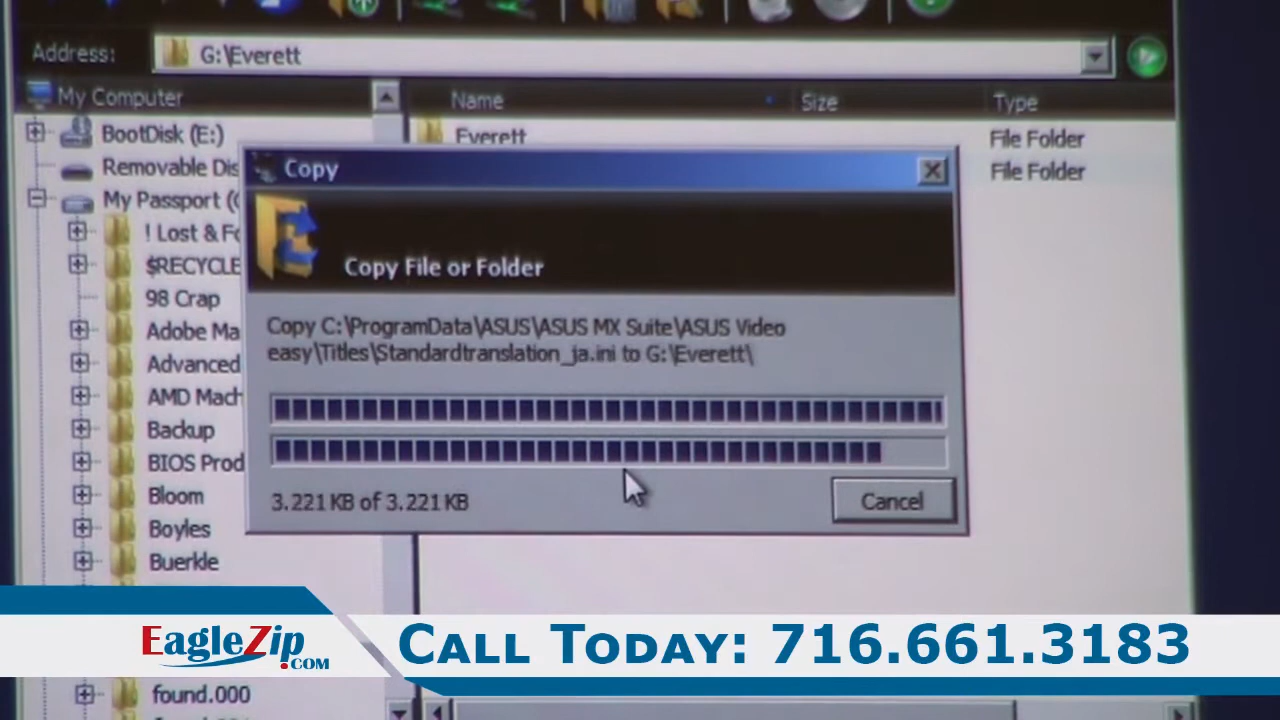 Address: G:\Everett
My Computer
Name Size Type
BootDisk (E:)
Everett File Folder
Removable Dis
File Folder
My Passport (
! Lost & Fo
$RECYCLE
98 Crap
Adobe Ma
Advanced
AMD Mach
Backup
BIOS Prod
Bloom
Boyles
Buerkle
Copy
Copy File or Folder
Copy C:\ProgramData\ASUS\ASUS MX Suite\ASUS Video
easy\Titles\Standardtranslation_ja.ini to G:\Everett\
3.221 KB of 3.221 KB
Cancel
EagleZip.com
Call Today: 716.661.3183
found.000